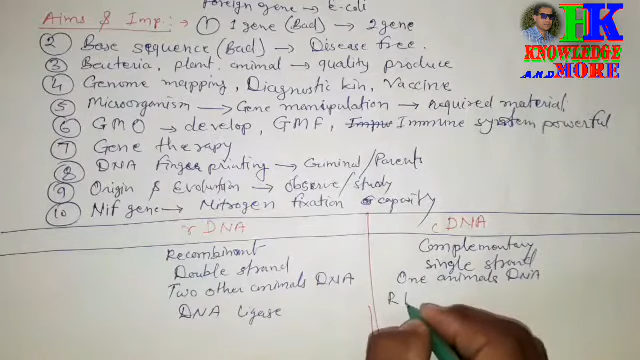 Foreign gene → E-coli
Aims & Imp :→ ① 1 gene (Bad) → 2 gene
② Base sequence (Bad) → Disease free.
③ Bacteria, plant, animal → quality produce
④ Genome mapping, Diagnostic kin, Vaccine
⑤ Microorganism → Gene manipulation → Required material
⑥ GMO → develop, GMF, Immune system powerful
⑦ Gene therapy
⑧ DNA Finger printing → Criminal/Parents
⑨ Origin & Evolution → observe/study
⑩ Nif gene → Nitrogen fixation capacity
r DNA
Recombinant
Double strand
Two other animals DNA
DNA Ligase
c DNA
Complementary
single strand
One animals DNA
R
HK
KNOWLEDGE
AND MORE